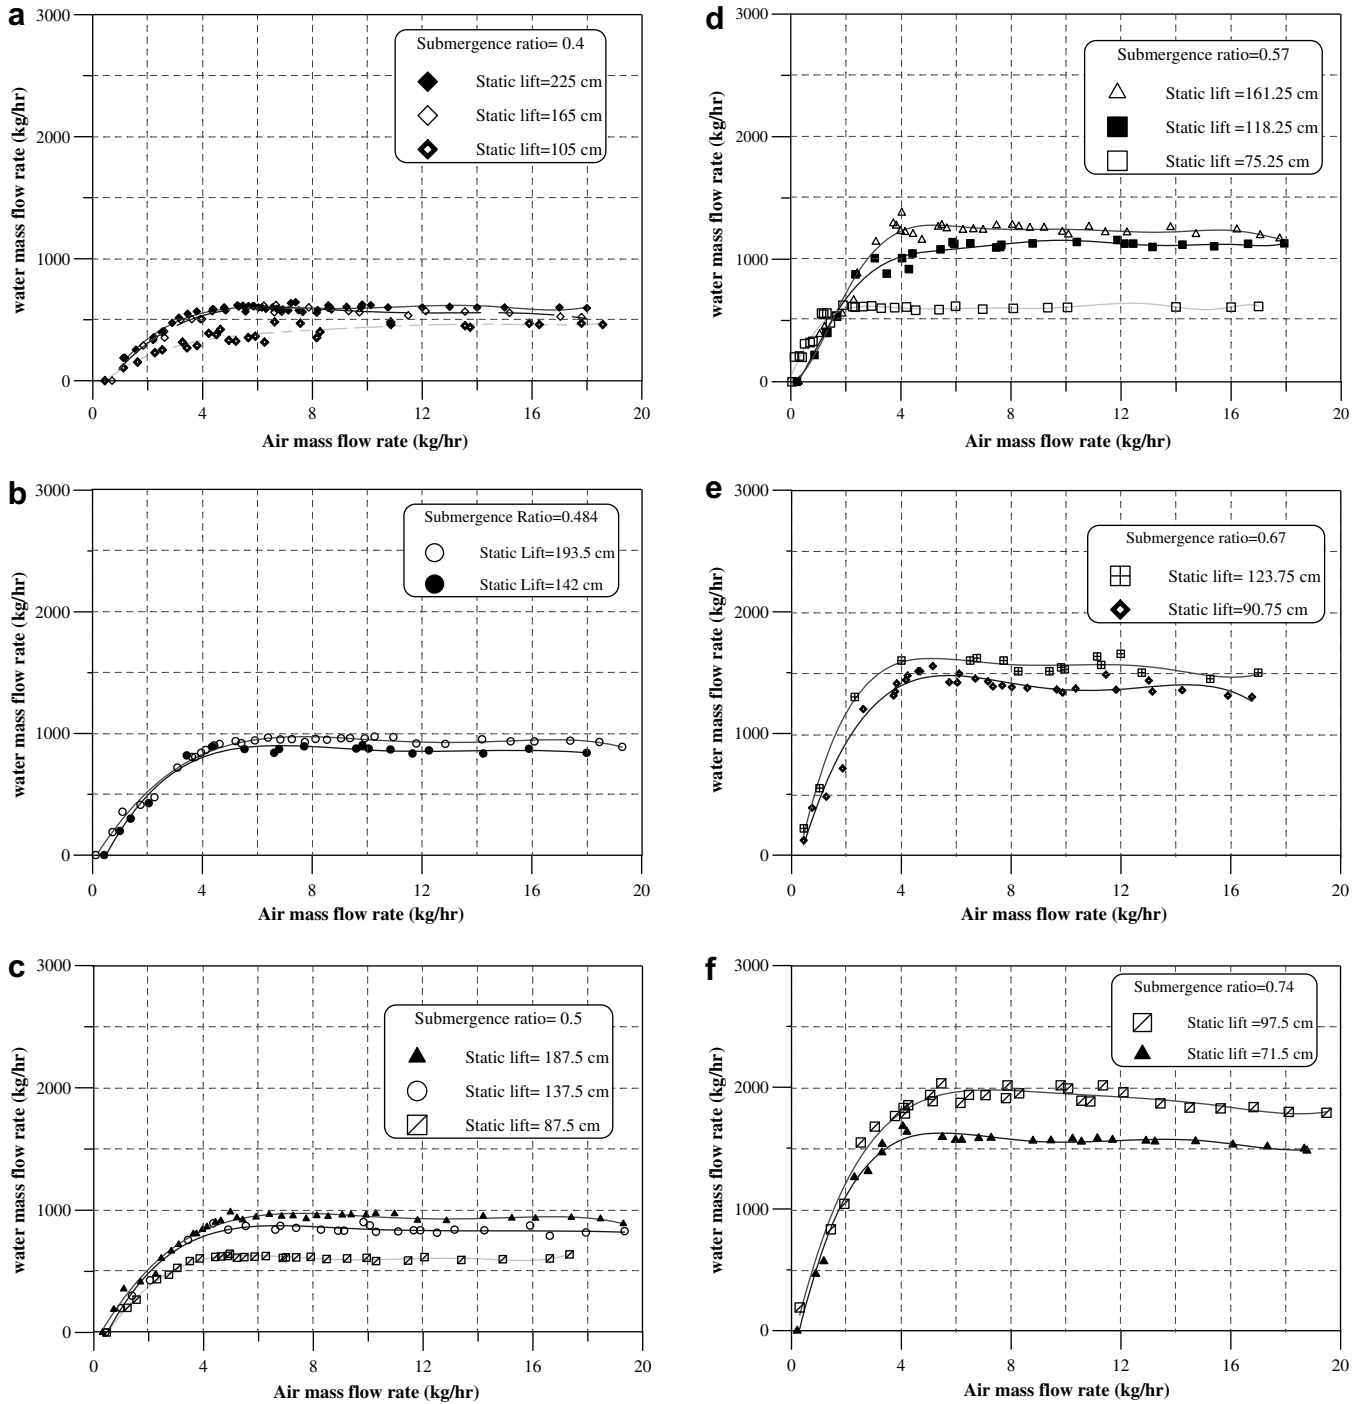 a
3000
2000
1000
0
0 4 8 12 16 20
water mass flow rate (kg/hr)
Air mass flow rate (kg/hr)
Submergence ratio= 0.4
Static lift=225 cm
Static lift=165 cm
Static lift=105 cm
b
3000
2000
1000
0
0 4 8 12 16 20
water mass flow rate (kg/hr)
Air mass flow rate (kg/hr)
Submergence Ratio=0.484
Static Lift=193.5 cm
Static Lift=142 cm
c
3000
2000
1000
0
0 4 8 12 16 20
water mass flow rate (kg/hr)
Air mass flow rate (kg/hr)
Submergence ratio= 0.5
Static lift= 187.5 cm
Static lift= 137.5 cm
Static lift= 87.5 cm
d
3000
2000
1000
0
0 4 8 12 16 20
water mass flow rate (kg/hr)
Air mass flow rate (kg/hr)
Submergence ratio=0.57
Static lift =161.25 cm
Static lift =118.25 cm
Static lift =75.25 cm
e
3000
2000
1000
0
0 4 8 12 16 20
water mass flow rate (kg/hr)
Air mass flow rate (kg/hr)
Submergence ratio=0.67
Static lift= 123.75 cm
Static lift=90.75 cm
f
3000
2000
1000
0
0 4 8 12 16 20
water mass flow rate (kg/hr)
Air mass flow rate (kg/hr)
Submergence ratio=0.74
Static lift =97.5 cm
Static lift =71.5 cm